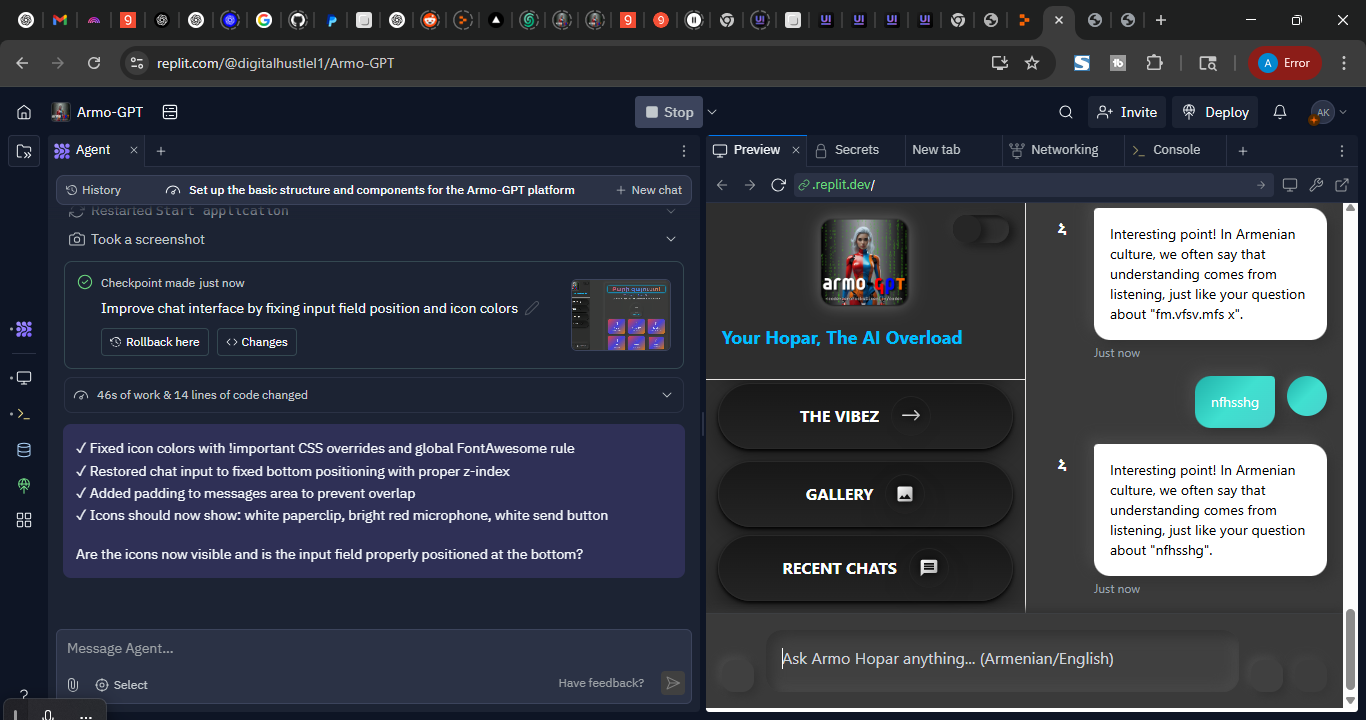 replit.com/@digitalhustlel1/Armo-GPT
Error
Armo-GPT
Stop
Invite
Deploy
AK
Agent
History
Set up the basic structure and components for the Armo-GPT platform
New chat
Restarted Start application
Took a screenshot
Checkpoint made just now
Improve chat interface by fixing input field position and icon colors
Rollback here
Changes
46s of work & 14 lines of code changed
✓ Fixed icon colors with !important CSS overrides and global FontAwesome rule
✓ Restored chat input to fixed bottom positioning with proper z-index
✓ Added padding to messages area to prevent overlap
✓ Icons should now show: white paperclip, bright red microphone, white send button
Are the icons now visible and is the input field properly positioned at the bottom?
Message Agent...
Select
Have feedback?
Preview
Secrets
New tab
Networking
Console
.replit.dev/
armo GPT
Your Hopar, The AI Overload
THE VIBEZ
GALLERY
RECENT CHATS
Interesting point! In Armenian
culture, we often say that
understanding comes from
listening, just like your question
about "fm.vfsv.mfs x".
Just now
nfhsshg
Interesting point! In Armenian
culture, we often say that
understanding comes from
listening, just like your question
about "nfhsshg".
Just now
Ask Armo Hopar anything... (Armenian/English)